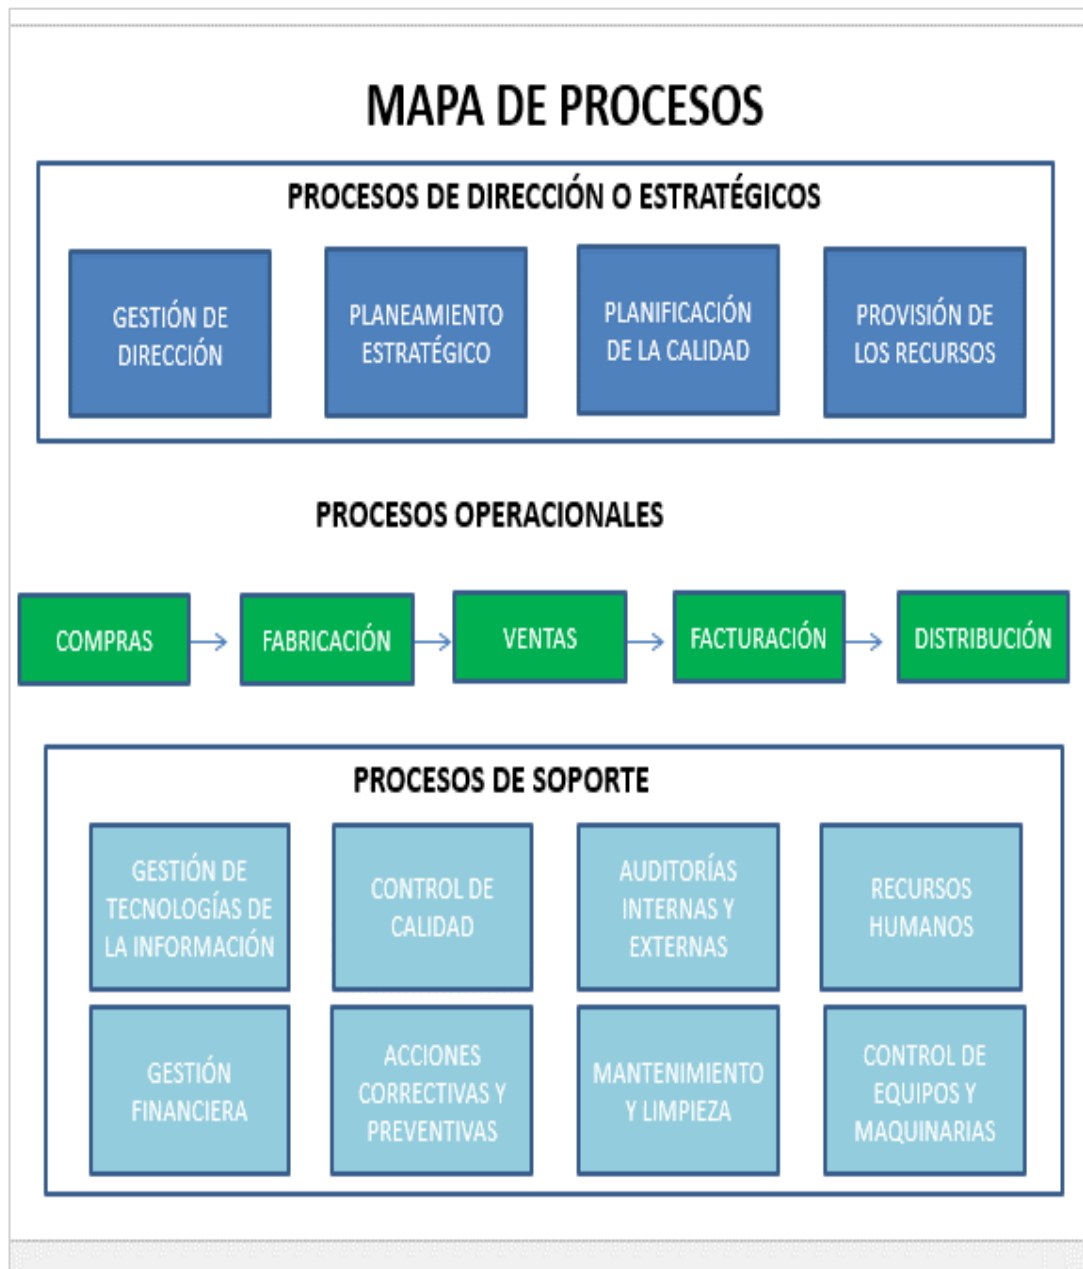 MAPA DE PROCESOS
PROCESOS DE DIRECCIÓN O ESTRATÉGICOS
GESTIÓN DE
DIRECCIÓN
PLANEAMIENTO
ESTRATÉGICO
PLANIFICACIÓN
DE LA CALIDAD
PROVISIÓN DE
LOS RECURSOS
PROCESOS OPERACIONALES
COMPRAS
FABRICACIÓN
VENTAS
FACTURACIÓN
DISTRIBUCIÓN
PROCESOS DE SOPORTE
GESTIÓN DE
TECNOLOGÍAS DE
LA INFORMACIÓN
CONTROL DE
CALIDAD
AUDITORÍAS
INTERNAS Y
EXTERNAS
RECURSOS
HUMANOS
GESTIÓN
FINANCIERA
ACCIONES
CORRECTIVAS Y
PREVENTIVAS
MANTENIMIENTO
Y LIMPIEZA
CONTROL DE
EQUIPOS Y
MAQUINARIAS